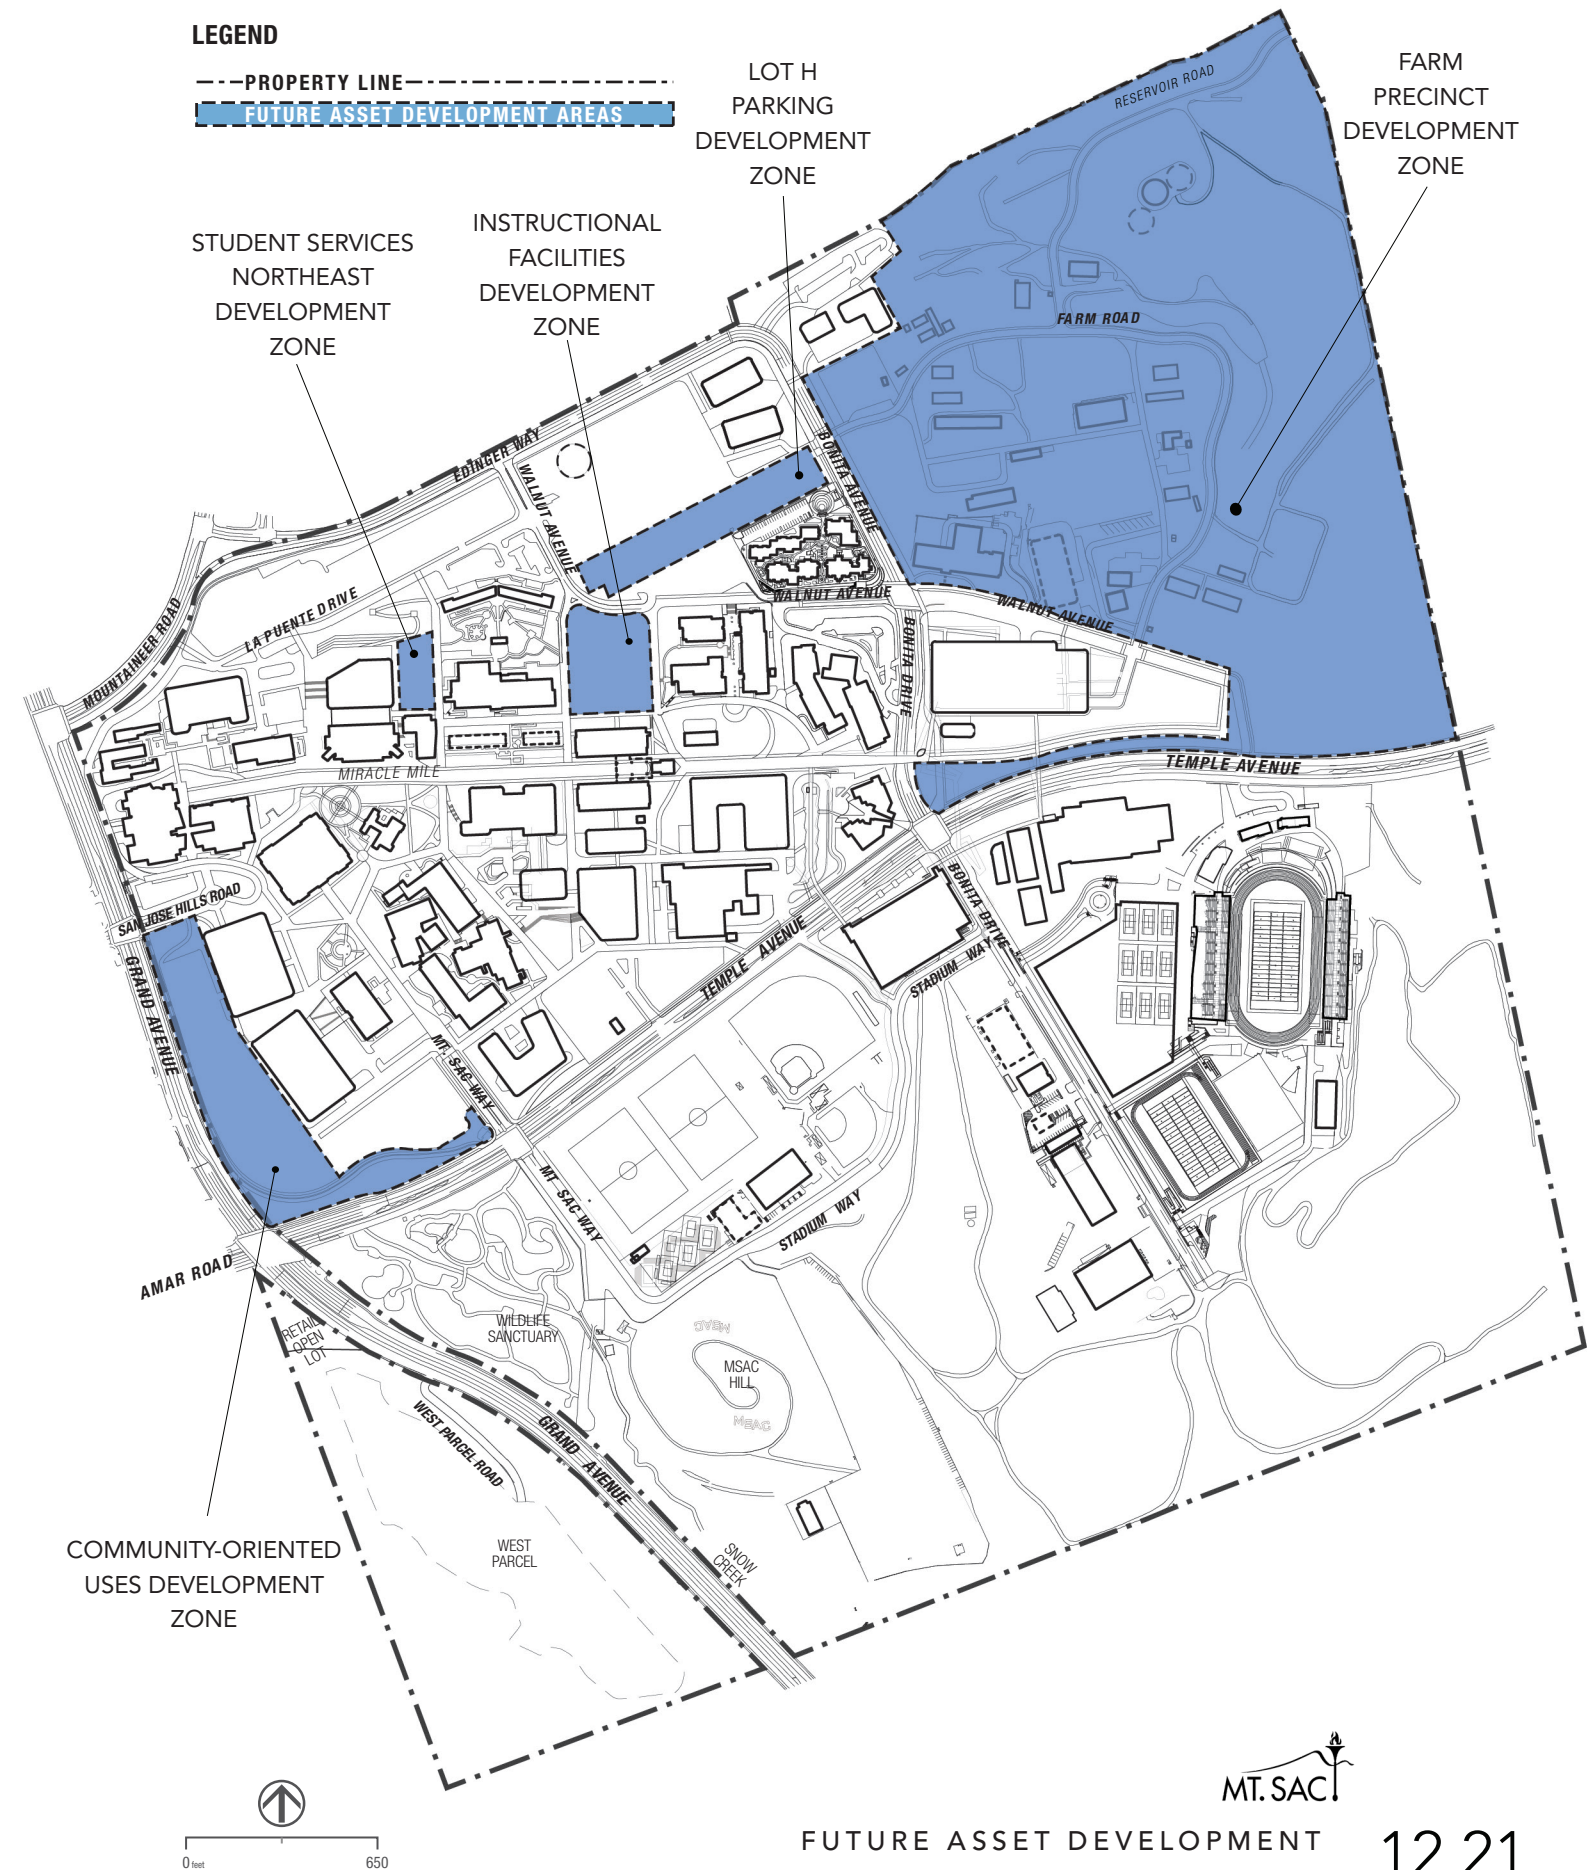 LEGEND
PROPERTY LINE
FUTURE ASSET DEVELOPMENT AREAS
LOT H
PARKING
DEVELOPMENT
ZONE
FARM
PRECINCT
DEVELOPMENT
ZONE
STUDENT SERVICES
NORTHEAST
DEVELOPMENT
ZONE
INSTRUCTIONAL
FACILITIES
DEVELOPMENT
ZONE
RESERVOIR ROAD
FARM ROAD
EDINGER WAY
WALNUT AVENUE
BONITA AVENUE
MOUNTAINEER ROAD
LA PUENTE DRIVE
WALNUT AVENUE
WALNUT AVENUE
BONITA DRIVE
MIRACLE MILE
TEMPLE AVENUE
SAN JOSE HILLS ROAD
GRAND AVENUE
TEMPLE AVENUE
BONITA DRIVE
STADIUM WAY
MT. SAC WAY
MT SAC WAY
STADIUM WAY
AMAR ROAD
RETAIL
OPEN
LOT
WILDLIFE
SANCTUARY
MSAC
MSAC
HILL
MSAC
WEST PARCEL ROAD
GRAND AVENUE
WEST
PARCEL
SNOW
CREEK
COMMUNITY-ORIENTED
USES DEVELOPMENT
ZONE
MT. SAC
0 feet
650
FUTURE ASSET DEVELOPMENT
12.21